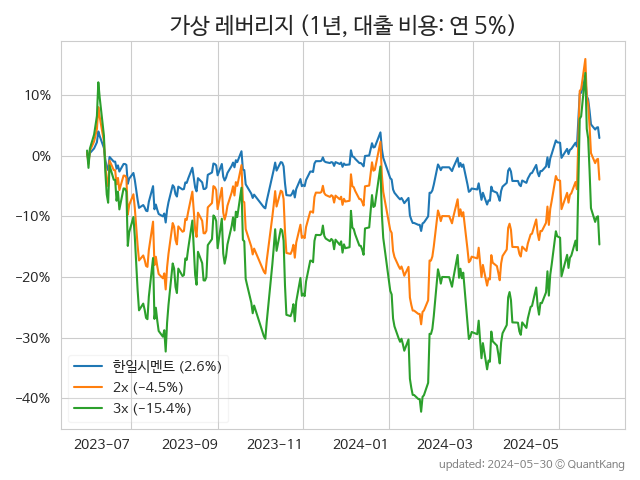 가상 레버리지 (1년, 대출 비용: 연 5%)
10%
0%
−10%
−20%
−30%
−40%
한일시멘트 (2.6%)
2x (−4.5%)
3x (−15.4%)
2023-07 2023-09 2023-11 2024-01 2024-03 2024-05
updated: 2024-05-30 © QuantKang